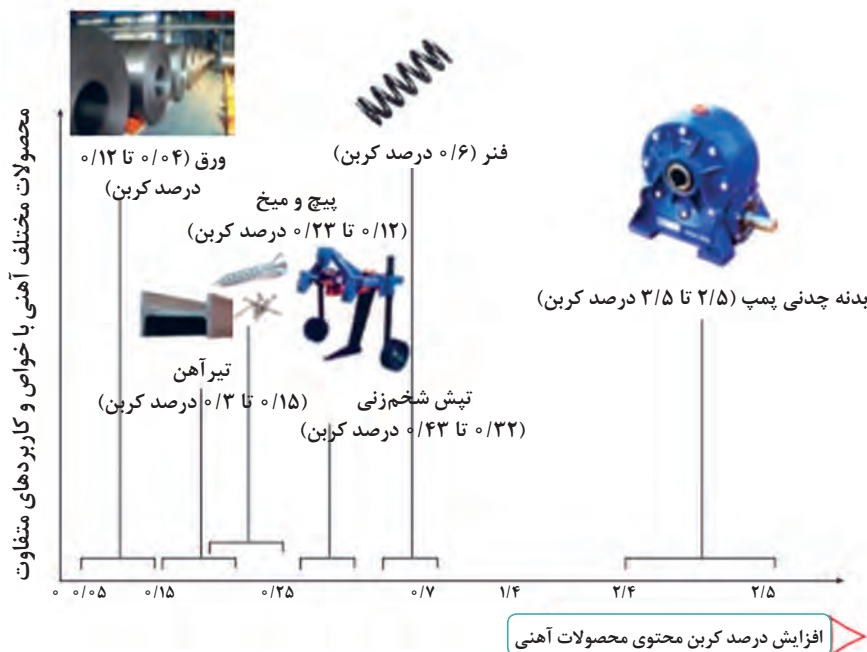 محصولات مختلف آهنی با خواص و کاربردهای متفاوت
ورق (۰/۰۴ تا ۰/۱۲
درصد کربن)
فنر (۰/۶ درصد کربن)
پیچ و میخ
(۰/۱۲ تا ۰/۲۳ درصد کربن)
بدنه چدنی پمپ (۲/۵ تا ۳/۵ درصد کربن)
تیرآهن
(۰/۱۵ تا ۰/۳ درصد کربن)
تپش شخم‌زنی
(۰/۳۲ تا ۰/۴۳ درصد کربن)
۰ ۰/۰۵ ۰/۱۵ ۰/۲۵ ۰/۷ ۱/۴ ۲/۴ ۲/۵
افزایش درصد کربن محتوی محصولات آهنی